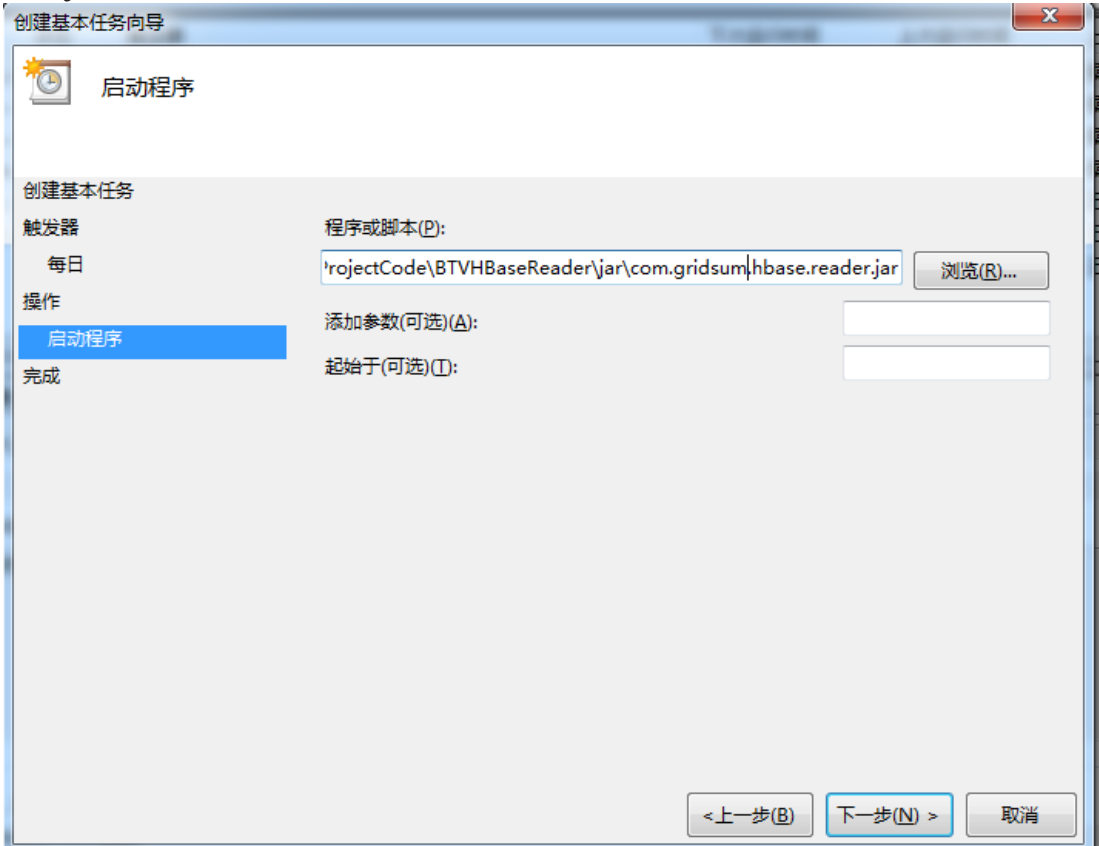 创建基本任务向导
启动程序
创建基本任务
触发器
每日
操作
启动程序
完成
程序或脚本(P):
rojectCode\BTVHBaseReader\jar\com.gridsum.hbase.reader.jar
浏览(R)...
添加参数(可选)(A):
起始于(可选)(T):
<上一步(B)
下一步(N) >
取消